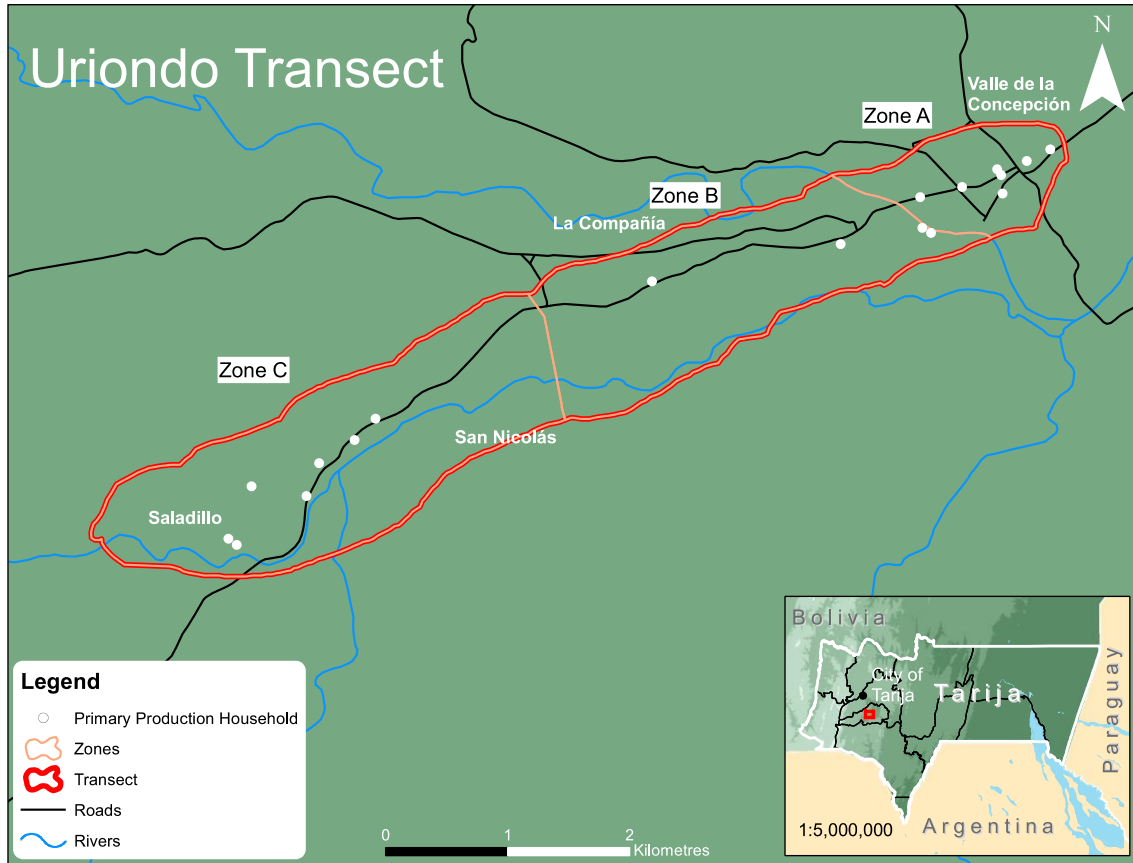 Uriondo Transect
N
Valle de la
Concepción
Zone A
Zone B
La Compañía
Zone C
San Nicolás
Saladillo
Legend
Primary Production Household
Zones
Transect
Roads
Rivers
0 1 2
Kilometres
Bolivia
City of
Tarija
Tarija
Paraguay
Argentina
1:5,000,000